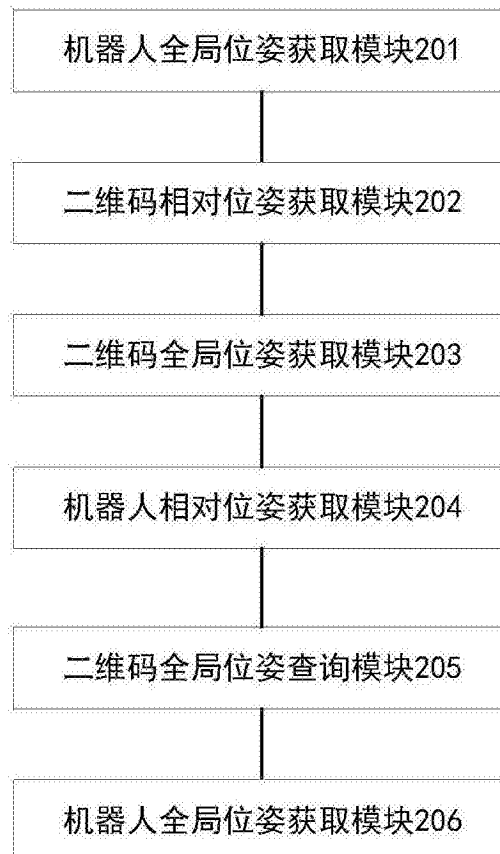 机器人全局位姿获取模块201
二维码相对位姿获取模块202
二维码全局位姿获取模块203
机器人相对位姿获取模块204
二维码全局位姿查询模块205
机器人全局位姿获取模块206